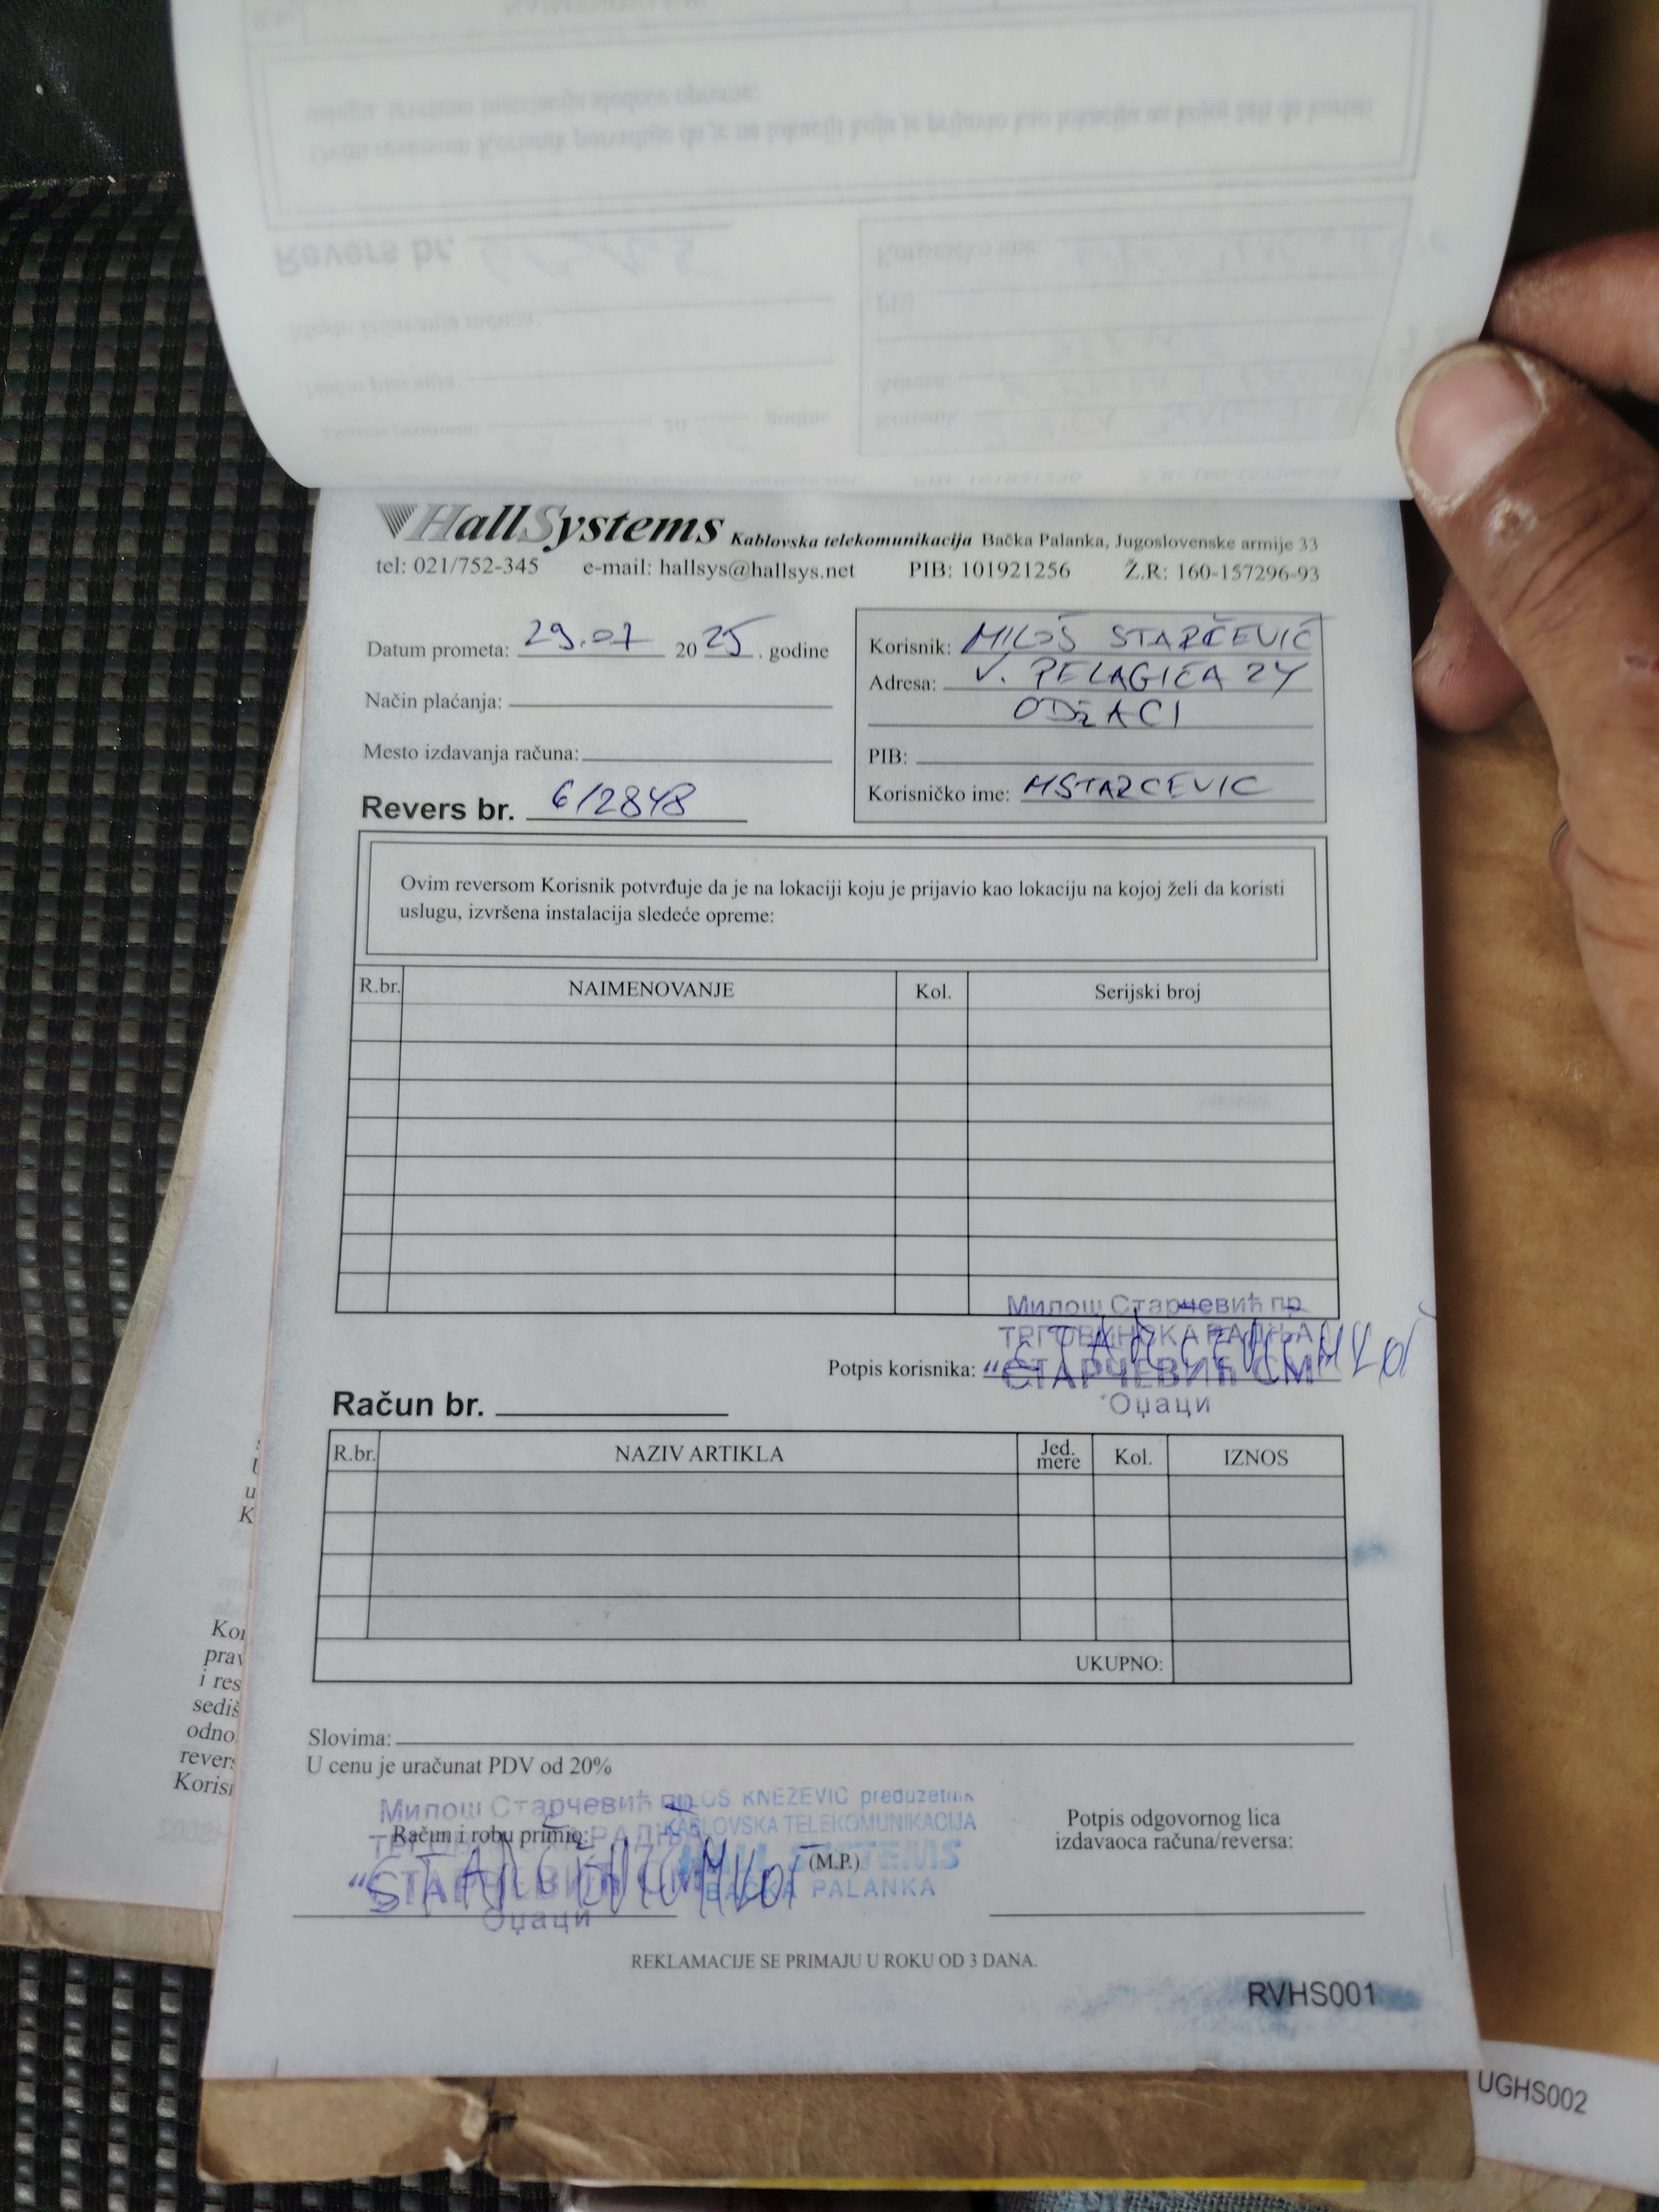 HallSystems Kablovska telekomunikacija Bačka Palanka, Jugoslovenske armije 33
tel: 021/752-345 e-mail: hallsys@hallsys.net PIB: 101921256 Ž.R: 160-157296-93
Datum prometa: 29.07 2025. godine
Način plaćanja:
Mesto izdavanja računa:
Revers br. 6/2848
Korisnik: MILOŠ STARČEVIĆ
Adresa: V. PELAGIĆA 24
ODŽACI
PIB:
Korisničko ime: MSTARCEVIC
Ovim reversom Korisnik potvrđuje da je na lokaciji koju je prijavio kao lokaciju na kojoj želi da koristi
uslugu, izvršena instalacija sledeće opreme:
R.br. NAIMENOVANJE Kol. Serijski broj
Милош Старчевић пр
ТРГОВИНСКА РАДЊА
Potpis korisnika: "СТАРЧЕВИЋ СМ"
Оџаци
Račun br.
R.br. NAZIV ARTIKLA Jed. mere Kol. IZNOS
UKUPNO:
Slovima:
U cenu je uračunat PDV od 20%
Милош Старчевић пр
Račun i robu primio:
"СТАРЧЕВИЋ СМ"
Оџаци
KNEŽEVIĆ preduzetnik
KABLOVSKA TELEKOMUNIKACIJA
HALL SYSTEMS
(M.P.)
BAČKA PALANKA
Potpis odgovornog lica
izdavaoca računa/reversa:
REKLAMACIJE SE PRIMAJU U ROKU OD 3 DANA.
RVHS001
UGHS002